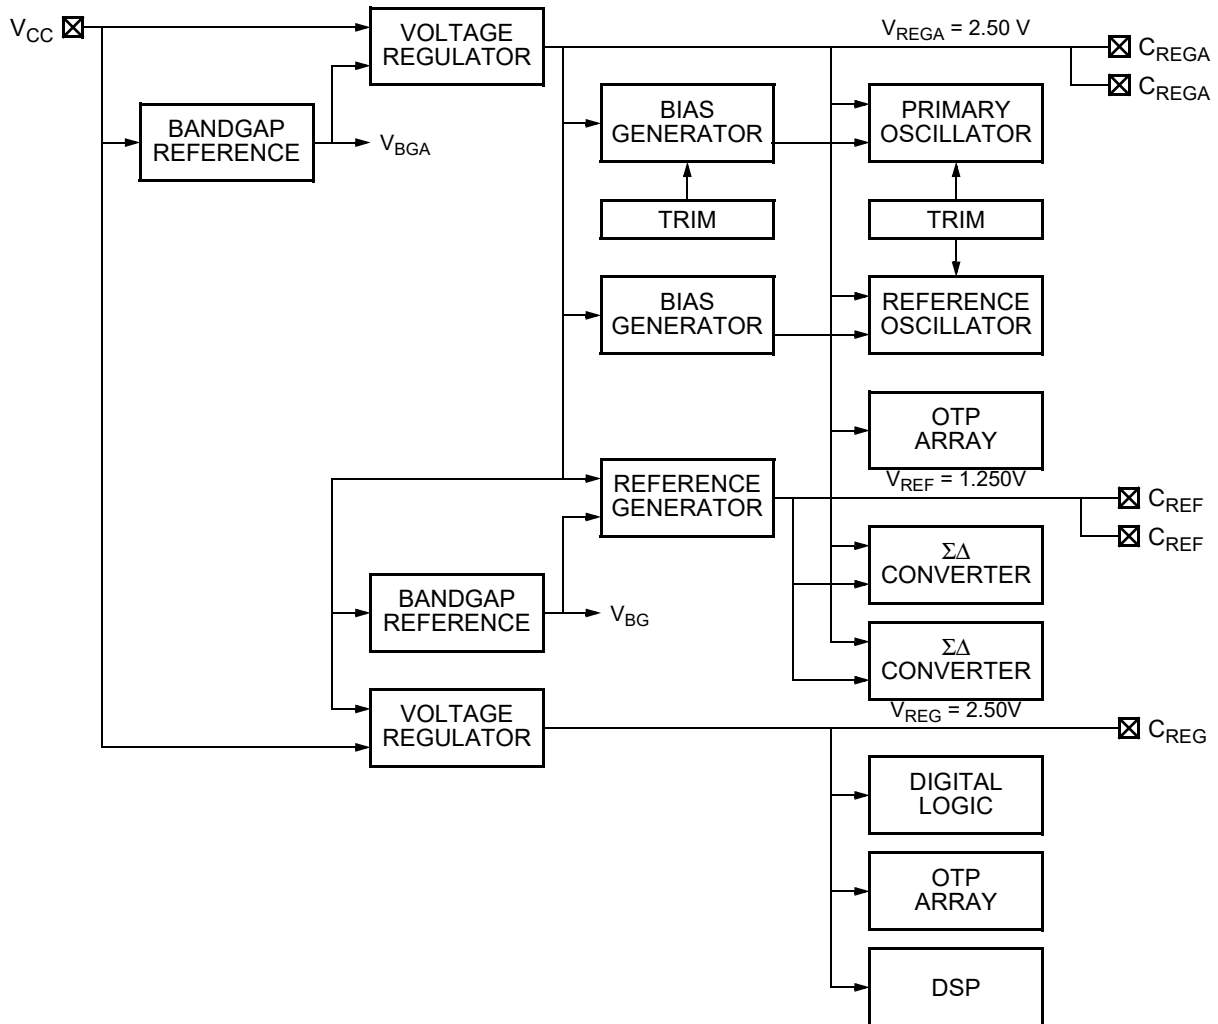 VCC
VOLTAGE
REGULATOR
VREGA = 2.50 V
CREGA
CREGA
BANDGAP
REFERENCE
VBGA
BIAS
GENERATOR
PRIMARY
OSCILLATOR
TRIM
TRIM
BIAS
GENERATOR
REFERENCE
OSCILLATOR
OTP
ARRAY
REFERENCE
GENERATOR
VREF = 1.250V
CREF
CREF
ΣΔ
CONVERTER
BANDGAP
REFERENCE
VBG
ΣΔ
CONVERTER
VOLTAGE
REGULATOR
VREG = 2.50V
CREG
DIGITAL
LOGIC
OTP
ARRAY
DSP